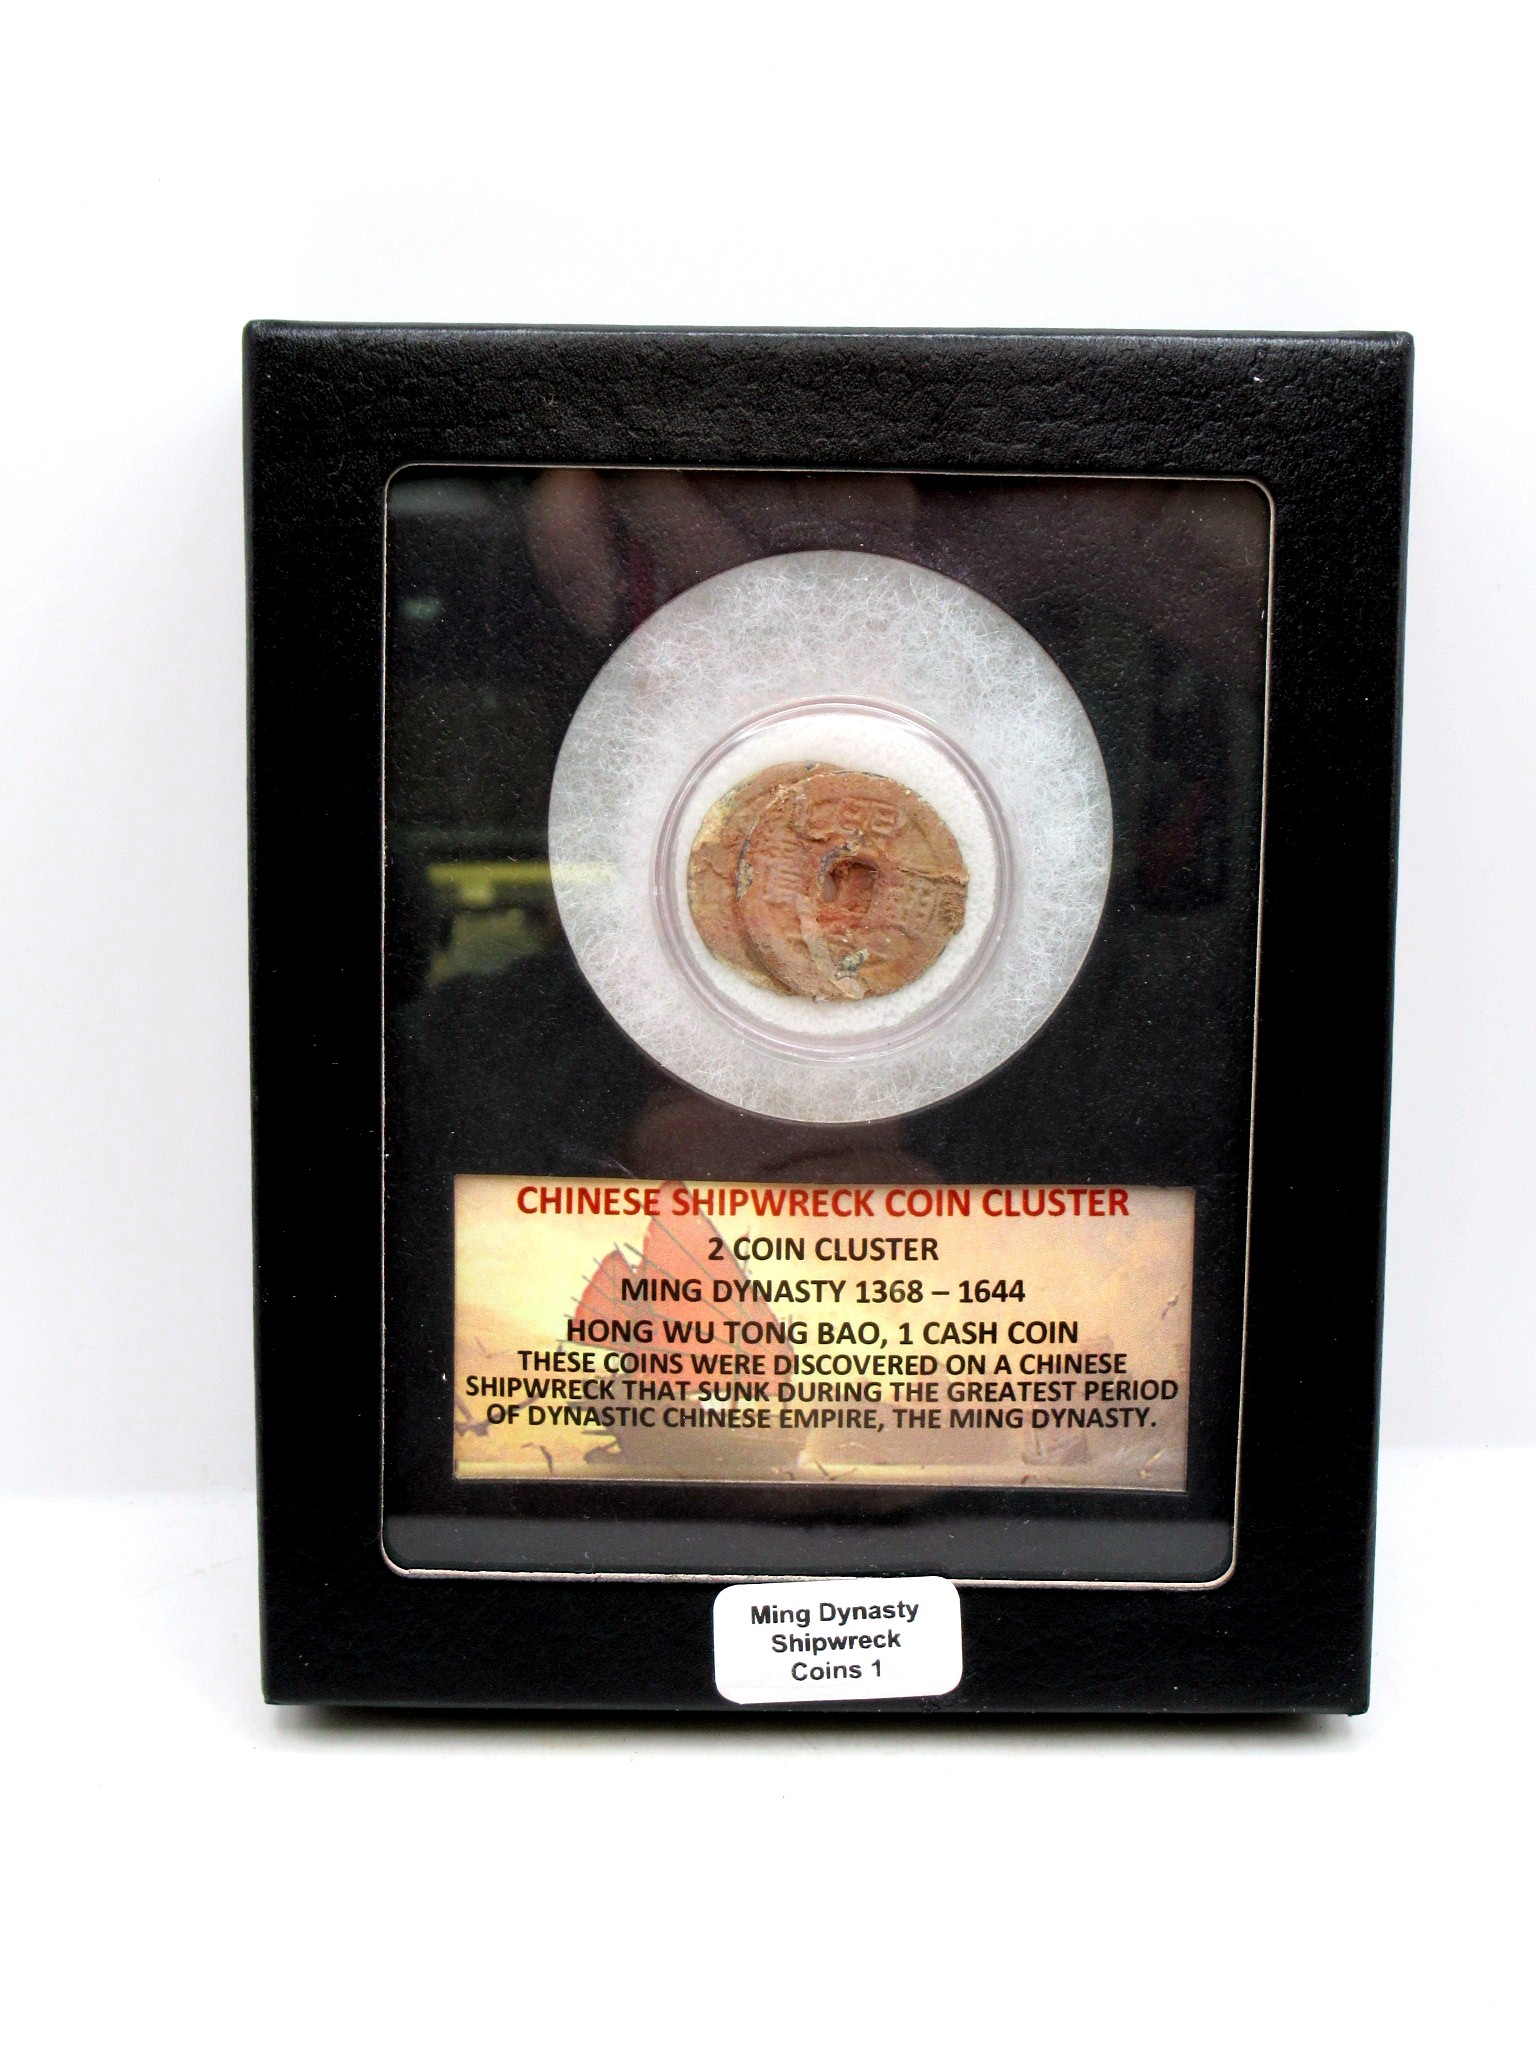 CHINESE SHIPWRECK COIN CLUSTER
2 COIN CLUSTER
MING DYNASTY 1368 – 1644
HONG WU TONG BAO, 1 CASH COIN
THESE COINS WERE DISCOVERED ON A CHINESE
SHIPWRECK THAT SUNK DURING THE GREATEST PERIOD
OF DYNASTIC CHINESE EMPIRE, THE MING DYNASTY.
Ming Dynasty
Shipwreck
Coins 1